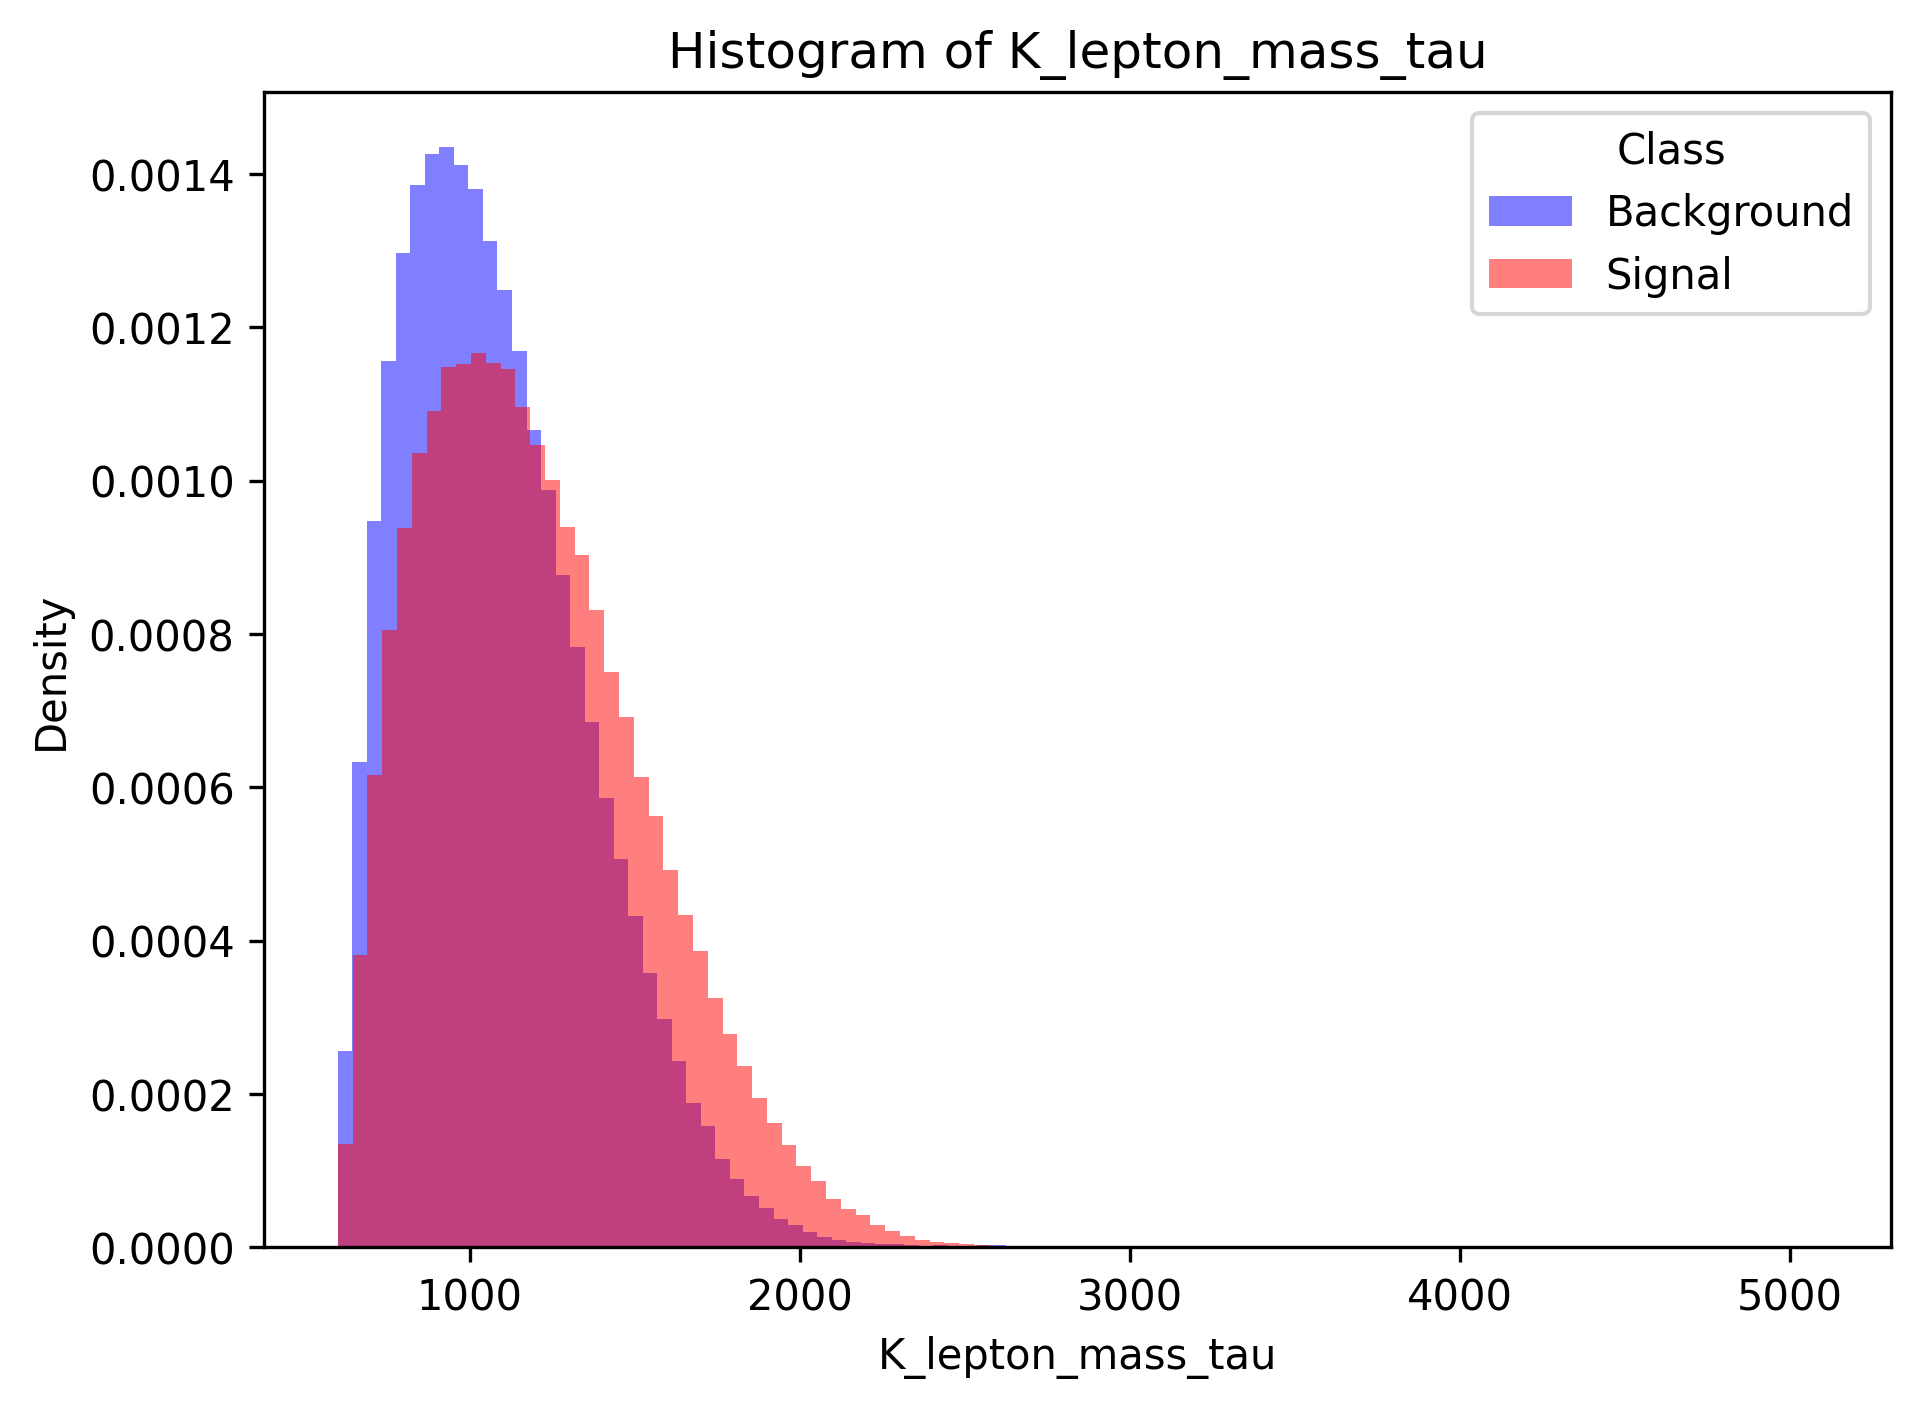 Histogram of K_lepton_mass_tau
Class
Background
Signal
Density
0.0014
0.0012
0.0010
0.0008
0.0006
0.0004
0.0002
0.0000
1000 2000 3000 4000 5000
K_lepton_mass_tau